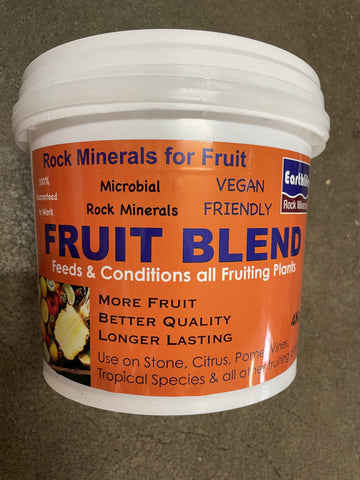 Rock Minerals for Fruit
100%
Guaranteed
to Work
Microbial
Rock Minerals
VEGAN
FRIENDLY
Rock Minerals
FRUIT BLEND
Feeds & Conditions all Fruiting Plants
More Fruit
Better Quality
Longer Lasting
Use on Stone, Citrus, Pome, Vines,
Tropical Species & all other fruiting